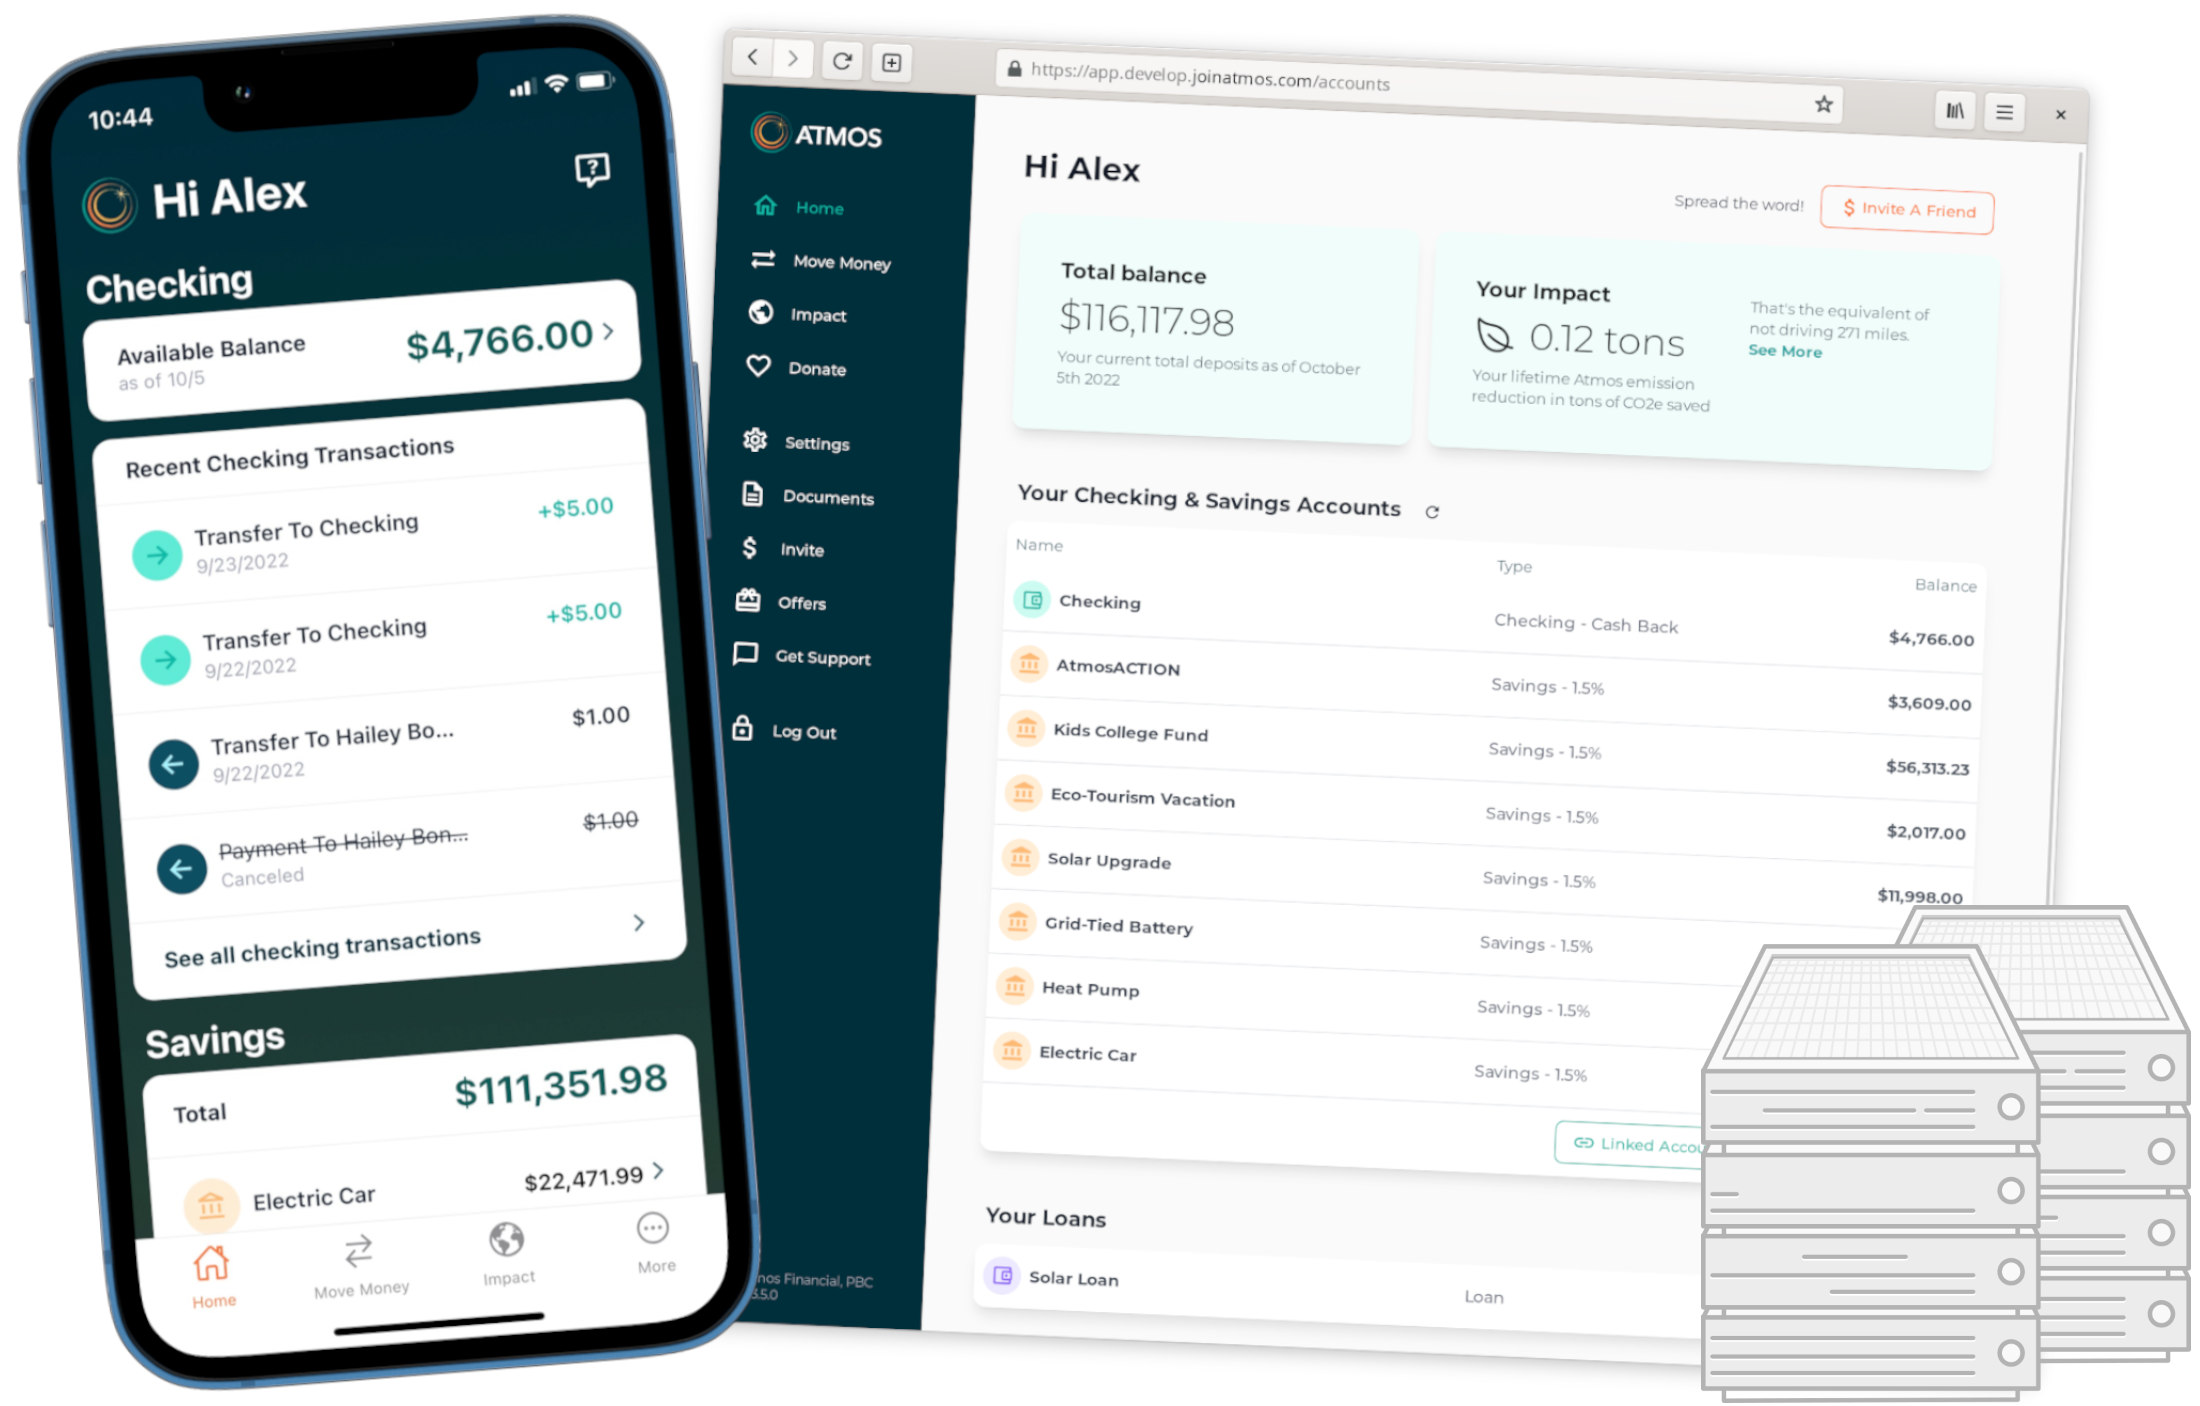 10:44
Hi Alex
Checking
Available Balance
as of 10/5
$4,766.00
Recent Checking Transactions
Transfer To Checking
9/23/2022
+$5.00
Transfer To Checking
9/22/2022
+$5.00
Transfer To Hailey Bo...
9/22/2022
$1.00
Payment To Hailey Bon...
Canceled
$1.00
See all checking transactions
Savings
Total
$111,351.98
Electric Car
$22,471.99
Home
Move Money
Impact
More
https://app.develop.joinatmos.com/accounts
ATMOS
Home
Move Money
Impact
Donate
Settings
Documents
Invite
Offers
Get Support
Log Out
Financial, PBC
Hi Alex
Spread the word!
$ Invite A Friend
Total balance
$116,117.98
Your current total deposits as of October
5th 2022
Your Impact
0.12 tons
Your lifetime Atmos emission
reduction in tons of CO2e saved
That's the equivalent of
not driving 271 miles.
See More
Your Checking & Savings Accounts
Name Type Balance
Checking Checking - Cash Back $4,766.00
AtmosACTION Savings - 1.5% $3,609.00
Kids College Fund Savings - 1.5% $56,313.23
Eco-Tourism Vacation Savings - 1.5% $2,017.00
Solar Upgrade Savings - 1.5% $11,998.00
Grid-Tied Battery Savings - 1.5%
Heat Pump Savings - 1.5%
Electric Car Savings - 1.5%
Linked
Your Loans
Solar Loan Loan